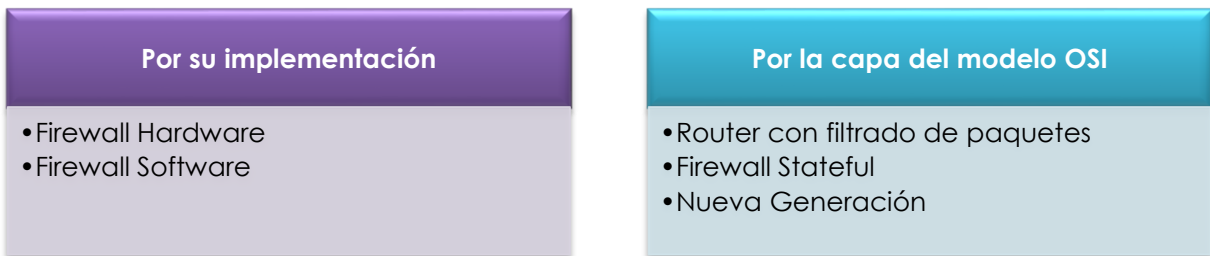 Por su implementación
•Firewall Hardware
•Firewall Software
Por la capa del modelo OSI
•Router con filtrado de paquetes
•Firewall Stateful
•Nueva Generación